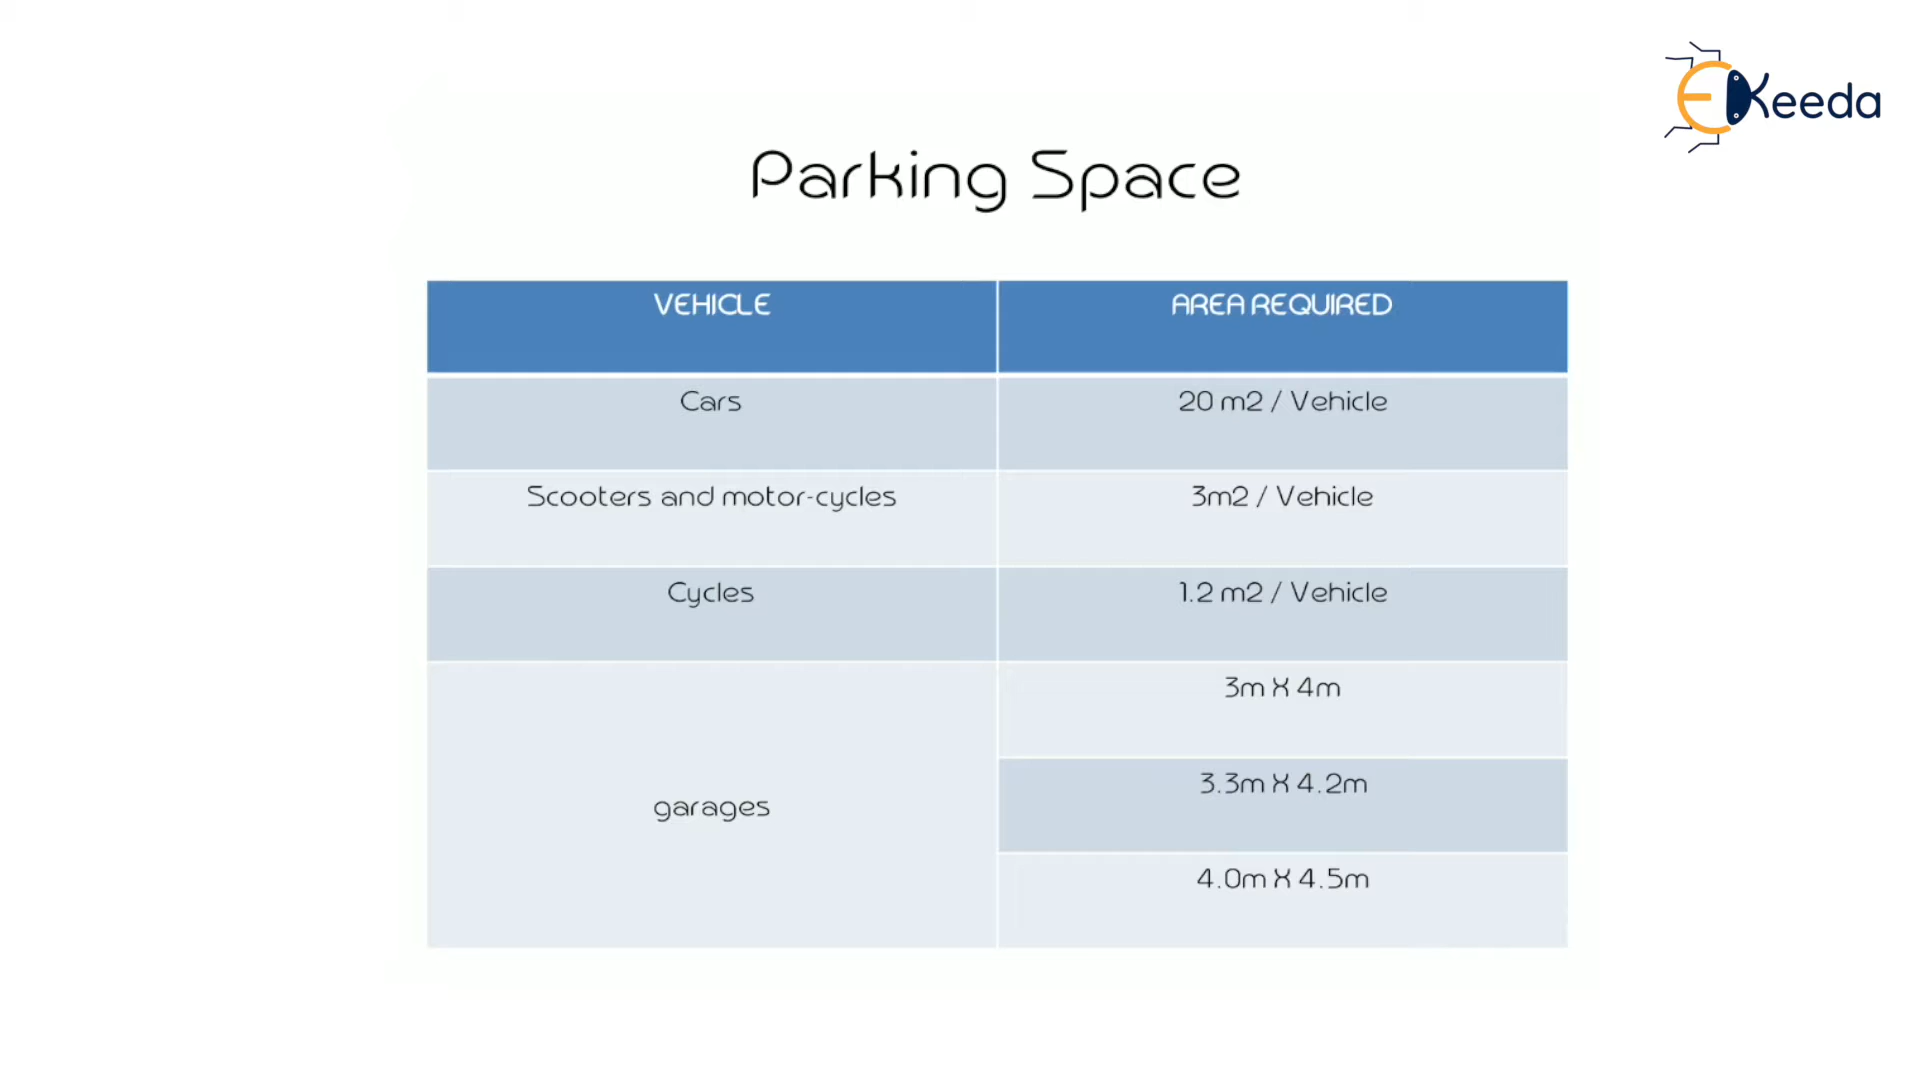 EKeeda
Parking Space
VEHICLE AREA REQUIRED
Cars 20 m2 / Vehicle
Scooters and motor-cycles 3m2 / Vehicle
Cycles 1.2 m2 / Vehicle
garages
3m X 4m
3.3m X 4.2m
4.0m X 4.5m